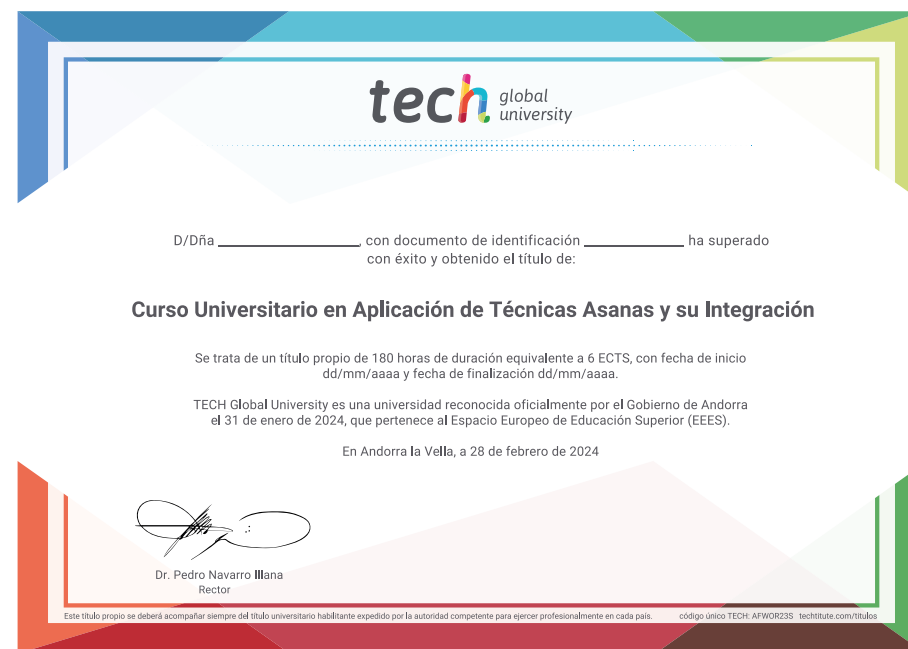 tech global
university
D/Dña ________________, con documento de identificación ____________ ha superado
con éxito y obtenido el título de:
Curso Universitario en Aplicación de Técnicas Asanas y su Integración
Se trata de un título propio de 180 horas de duración equivalente a 6 ECTS, con fecha de inicio
dd/mm/aaaa y fecha de finalización dd/mm/aaaa.
TECH Global University es una universidad reconocida oficialmente por el Gobierno de Andorra
el 31 de enero de 2024, que pertenece al Espacio Europeo de Educación Superior (EEES).
En Andorra la Vella, a 28 de febrero de 2024
Dr. Pedro Navarro Illana
Rector
Este título propio se deberá acompañar siempre del título universitario habilitante expedido por la autoridad competente para ejercer profesionalmente en cada país. código único TECH: AFWOR23S techtitute.com/titulos